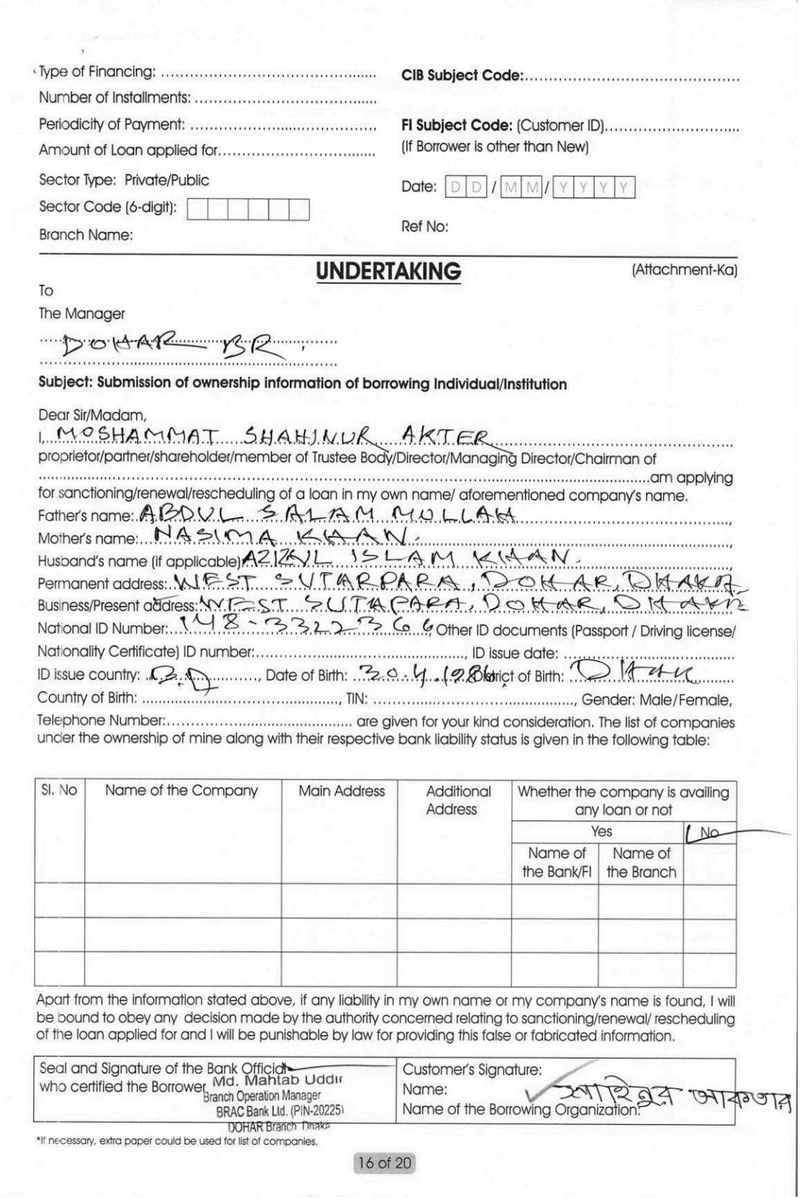 Type of Financing: ............................................ CIB Subject Code:............................................
Number of Installments: ......................................
Periodicity of Payment: ...................................... FI Subject Code: (Customer ID)............................
Amount of Loan applied for................................. (If Borrower is other than New)
Sector Type: Private/Public
Date: D D / M M / Y Y Y Y
Sector Code (6-digit):
Ref No:
Branch Name:
UNDERTAKING (Attachment-Ka)
To
The Manager
DOHAR BR,
Subject: Submission of ownership information of borrowing Individual/Institution
Dear Sir/Madam,
I, MOSHAMMAT SHAHINUR AKTER
proprietor/partner/shareholder/member of Trustee Body/Director/Managing Director/Chairman of
............................................am applying
for sanctioning/renewal/rescheduling of a loan in my own name/ aforementioned company's name.
Father's name: ABDUL SALAM MOLLAH
Mother's name: NASIMA KHAN.
Husband's name (if applicable) AZIZUL ISLAM KHAN.
Permanent address: WEST SUTARPARA, DOHAR, DHAKA
Business/Present address: WEST SUTAPARA, DOHAR, DHAKA
National ID Number: 148-3322366 Other ID documents (Passport / Driving license/
Nationality Certificate) ID number:............................................, ID issue date: ............................
ID issue country: B.D, Date of Birth: 30.4.1986, District of Birth: DHAK
Country of Birth: ............................................, TIN: ............................................, Gender: Male/Female,
Telephone Number:............................................ are given for your kind consideration. The list of companies
under the ownership of mine along with their respective bank liability status is given in the following table:
Sl. No Name of the Company Main Address Additional Address Whether the company is availing any loan or not
Yes No
Name of the Bank/FI Name of the Branch
Apart from the information stated above, if any liability in my own name or my company's name is found, I will
be bound to obey any decision made by the authority concerned relating to sanctioning/renewal/ rescheduling
of the loan applied for and I will be punishable by law for providing this false or fabricated information.
Seal and Signature of the Bank Official
who certified the Borrower
Md. Mahtab Uddin
Branch Operation Manager
BRAC Bank Ltd. (PIN-20225)
DOHAR Branch Dhaka
Customer's Signature:
Name: শাহিনুর আকতার
Name of the Borrowing Organization:
*If necessary, extra paper could be used for list of companies.
16 of 20